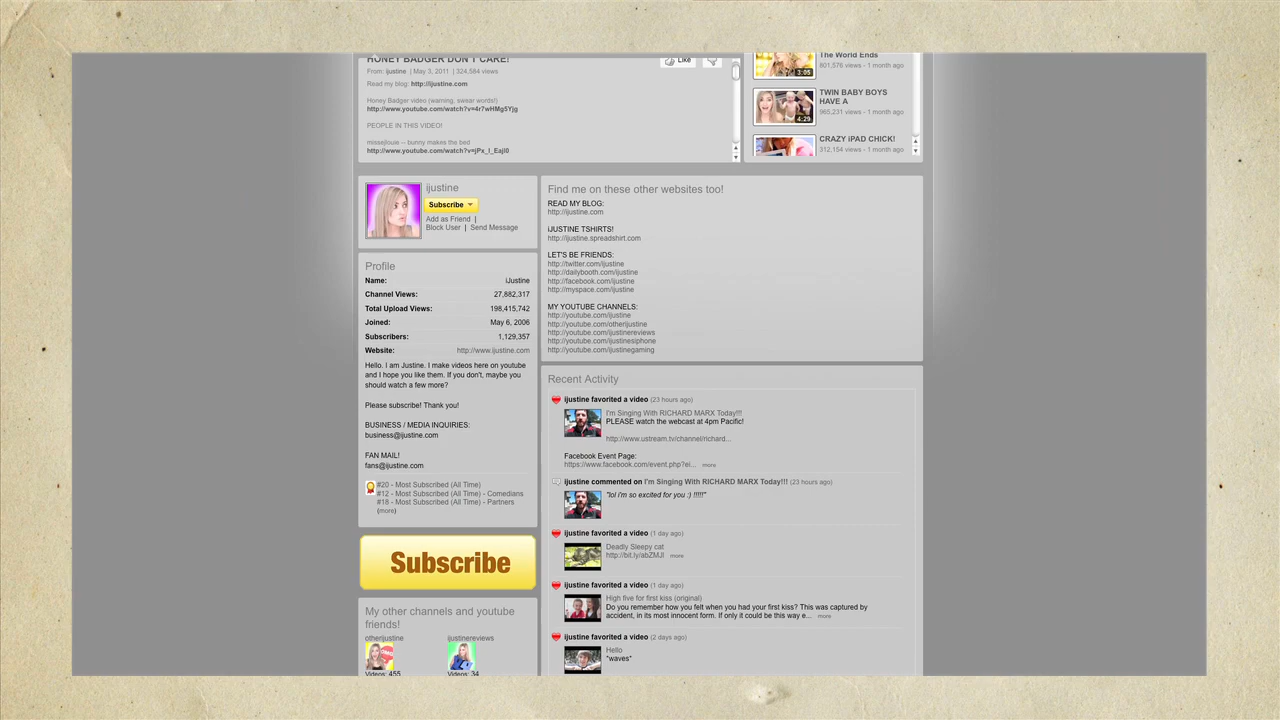 HONEY BADGER DON'T CARE!
From: ijustine | May 3, 2011 | 324,584 views
Read my blog: http://ijustine.com
Honey Badger video (warning, swear words!)
http://www.youtube.com/watch?v=4r7wHMg5Yjg
PEOPLE IN THIS VIDEO!
http://www.youtube.com/watch?v=jPx_I_EajI8
Like
The World Ends
801,576 views - 1 month ago
3:05
TWIN BABY BOYS
HAVE A
965,231 views - 1 month ago
4:29
CRAZY iPAD CHICK!
312,154 views - 1 month ago
ijustine
Subscribe
Add as Friend |
Block User | Send Message
Profile
Name: iJustine
Channel Views: 27,882,317
Total Upload Views: 198,415,742
Joined: May 6, 2006
Subscribers: 1,129,357
Website: http://www.ijustine.com
Hello. I am Justine. I make videos here on youtube
and I hope you like them. If you don't, maybe you
should watch a few more?
Please subscribe! Thank you!
BUSINESS / MEDIA INQUIRIES:
business@ijustine.com
FAN MAIL!
fans@ijustine.com
#20 - Most Subscribed (All Time)
#12 - Most Subscribed (All Time) - Comedians
#18 - Most Subscribed (All Time) - Partners
(more)
Subscribe
My other channels and youtube
friends!
otherijustine ijustinereviews
Videos: 455 Videos: 34
Find me on these other websites too!
READ MY BLOG:
http://ijustine.com
iJUSTINE TSHIRTS!
http://ijustine.spreadshirt.com
LET'S BE FRIENDS:
http://twitter.com/ijustine
http://dailybooth.com/ijustine
http://facebook.com/ijustine
http://myspace.com/ijustine
MY YOUTUBE CHANNELS:
http://youtube.com/ijustine
http://youtube.com/otherijustine
http://youtube.com/ijustinereviews
http://youtube.com/ijustinesiphone
http://youtube.com/ijustinegaming
Recent Activity
ijustine favorited a video (23 hours ago)
I'm Singing With RICHARD MARX Today!!!
PLEASE watch the webcast at 4pm Pacific!
http://www.ustream.tv/channel/richard...
Facebook Event Page:
https://www.facebook.com/event.php?ei... more
ijustine commented on I'm Singing With RICHARD MARX Today!!! (23 hours ago)
"lol i'm so excited for you :) !!!!!"
ijustine favorited a video (1 day ago)
Deadly Sleepy cat
http://bit.ly/abZMJl more
ijustine favorited a video (1 day ago)
High five for first kiss (original)
Do you remember how you felt when you had your first kiss? This was captured by
accident, in its most innocent form. If only it could be this way e... more
ijustine favorited a video (2 days ago)
Hello
*waves*